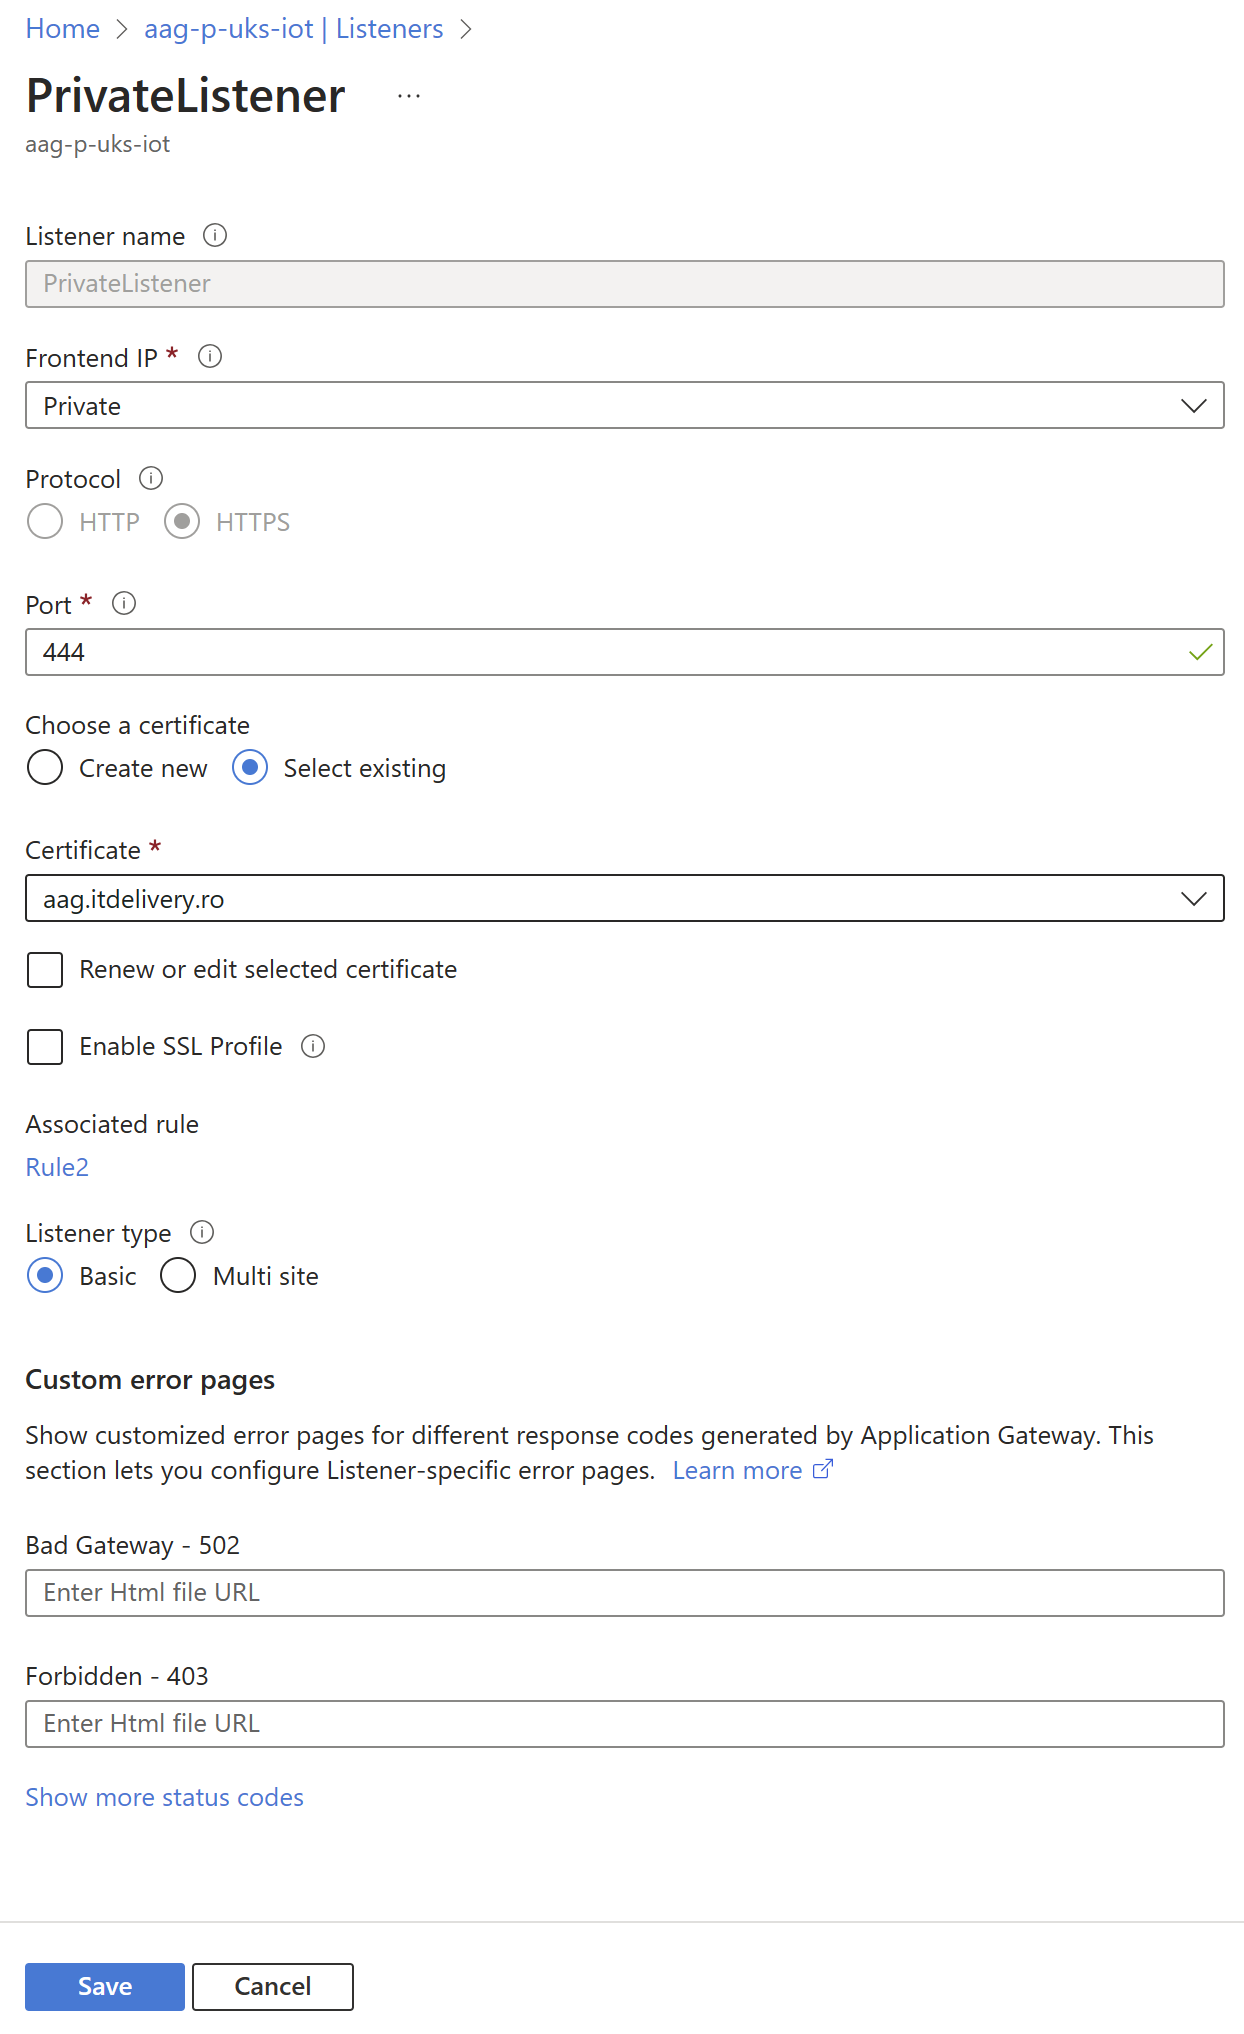 Home > aag-p-uks-iot | Listeners >
PrivateListener ...
aag-p-uks-iot
Listener name
PrivateListener
Frontend IP *
Private
Protocol
HTTP HTTPS
Port *
444
Choose a certificate
Create new Select existing
Certificate *
aag.itdelivery.ro
Renew or edit selected certificate
Enable SSL Profile
Associated rule
Rule2
Listener type
Basic Multi site
Custom error pages
Show customized error pages for different response codes generated by Application Gateway. This
section lets you configure Listener-specific error pages. Learn more
Bad Gateway - 502
Enter Html file URL
Forbidden - 403
Enter Html file URL
Show more status codes
Save Cancel